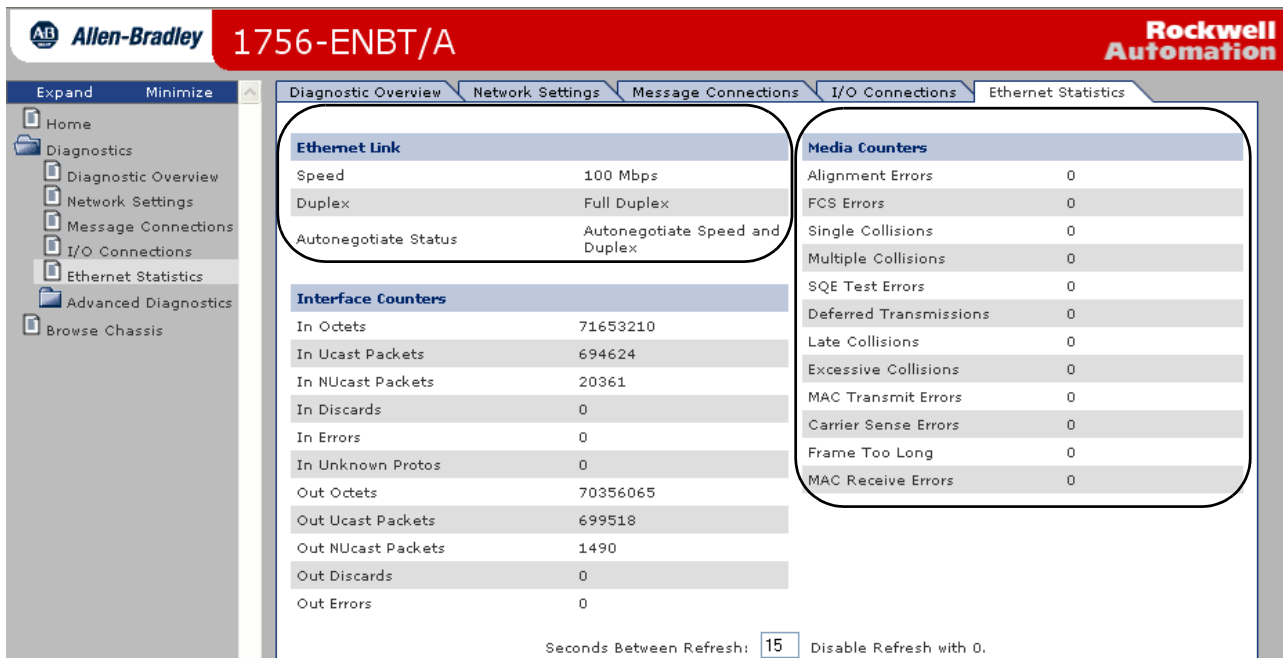 AB Allen-Bradley
1756-ENBT/A
Rockwell
Automation
Expand Minimize
Home
Diagnostics
Diagnostic Overview
Network Settings
Message Connections
I/O Connections
Ethernet Statistics
Advanced Diagnostics
Browse Chassis
Diagnostic Overview Network Settings Message Connections I/O Connections Ethernet Statistics
Ethernet Link
Speed 100 Mbps
Duplex Full Duplex
Autonegotiate Status Autonegotiate Speed and
Duplex
Interface Counters
In Octets 71653210
In Ucast Packets 694624
In NUcast Packets 20361
In Discards 0
In Errors 0
In Unknown Protos 0
Out Octets 70356065
Out Ucast Packets 699518
Out NUcast Packets 1490
Out Discards 0
Out Errors 0
Media Counters
Alignment Errors 0
FCS Errors 0
Single Collisions 0
Multiple Collisions 0
SQE Test Errors 0
Deferred Transmissions 0
Late Collisions 0
Excessive Collisions 0
MAC Transmit Errors 0
Carrier Sense Errors 0
Frame Too Long 0
MAC Receive Errors 0
Seconds Between Refresh: 15 Disable Refresh with 0.